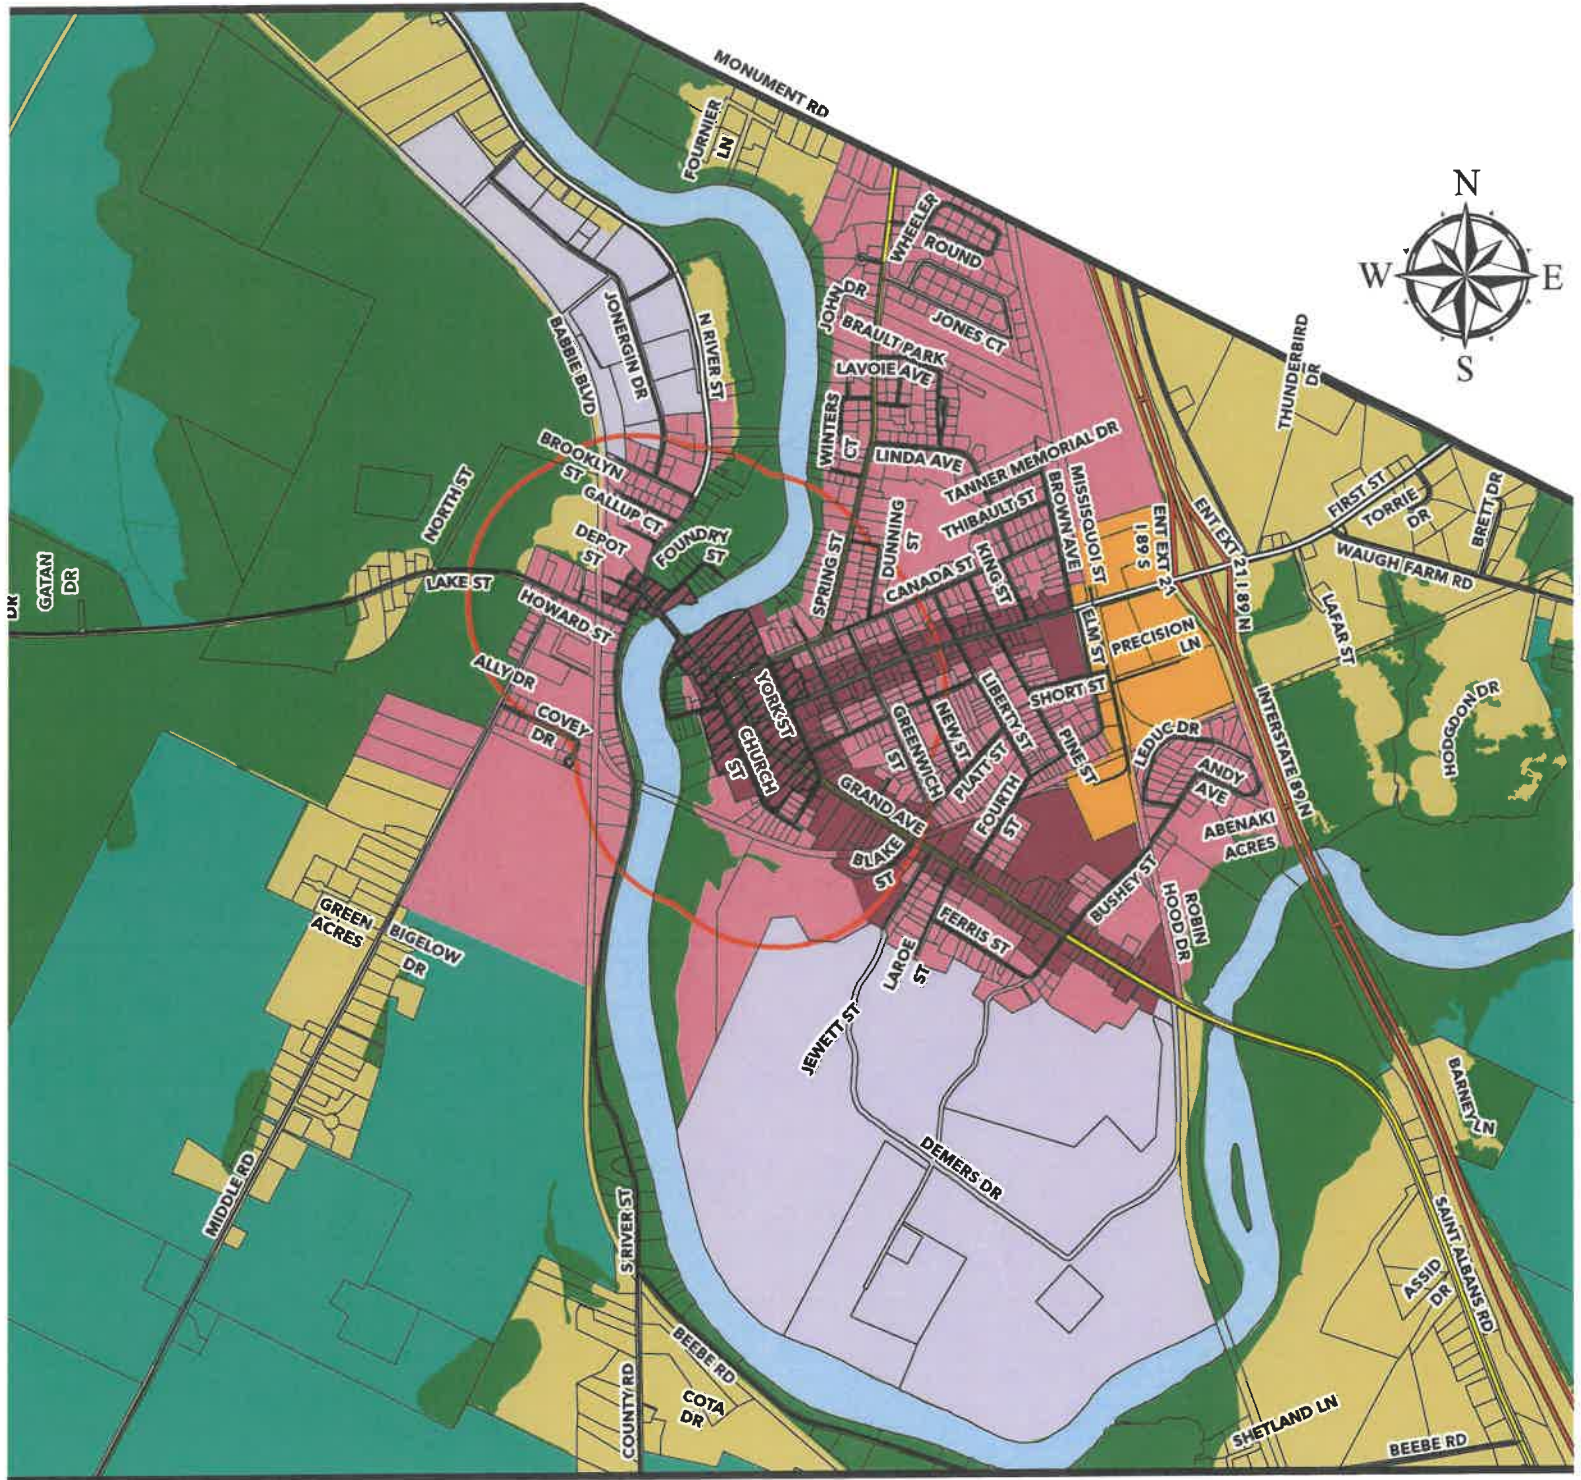 MONUMENT RD
FOURNIER
LN
N
W
E
S
WHEELER
ROUND
JOHN DR
JONES CT
BRAULT PARK
LAVOIE AVE
JONERGIN DR
BABBIE BLVD
N RIVER ST
THUNDERBIRD
DR
WINTERS
CT
LINDA AVE
TANNER MEMORIAL DR
BROOKLYN
ST
GALLUP CT
NORTH ST
DEPOT
ST
FOUNDRY
ST
DUNNING
ST
THIBAULT ST
BROWN AVE
MISSISQUOI ST
ENT EXT 21
I 89 S
ENT EXT 21 I 89 N
FIRST ST
TORRIE
DR
BRETT DR
WAUGH FARM RD
DR
GATAN
DR
LAKE ST
HOWARD ST
SPRING ST
CANADA ST
KING ST
ELM ST
PRECISION
LN
LAFAR ST
ALLY DR
COVEY
DR
YORK ST
CHURCH
ST
GREENWICH
ST
NEW ST
LIBERTY ST
SHORT ST
PLATT ST
PINE ST
LEDUC DR
INTERSTATE 89 N
HODGDON DR
ANDY
AVE
ABENAKI
ACRES
GRAND AVE
BLAKE
ST
FOURTH
ST
BUSHEY ST
ROBIN
HOOD DR
FERRIS ST
LAROE
ST
GREEN
ACRES
BIGELOW
DR
JEWETT ST
BARNEY LN
DEMERS DR
MIDDLE RD
S RIVER ST
SAINT ALBANS RD
ASSID
DR
BEEBE RD
COUNTY RD
COTA
DR
SHETLAND LN
BEEBE RD